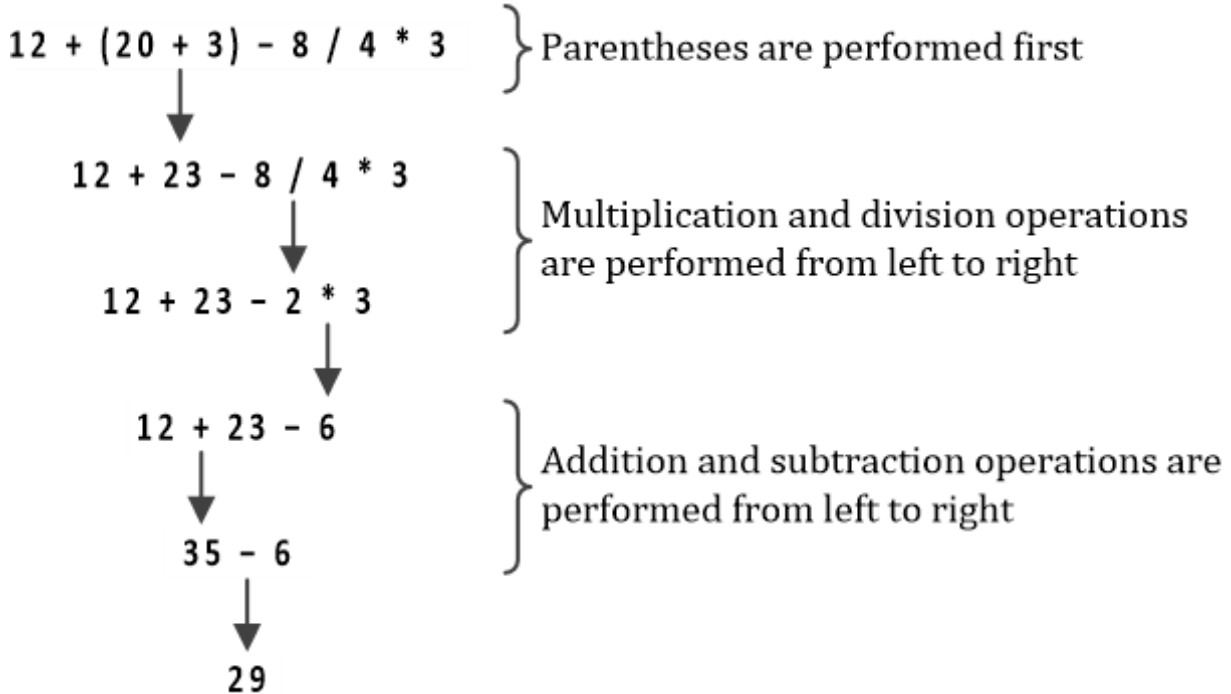 12 + (20 + 3) – 8 / 4 * 3
Parentheses are performed first
12 + 23 – 8 / 4 * 3
Multiplication and division operations
are performed from left to right
12 + 23 – 2 * 3
12 + 23 – 6
Addition and subtraction operations are
performed from left to right
35 – 6
29